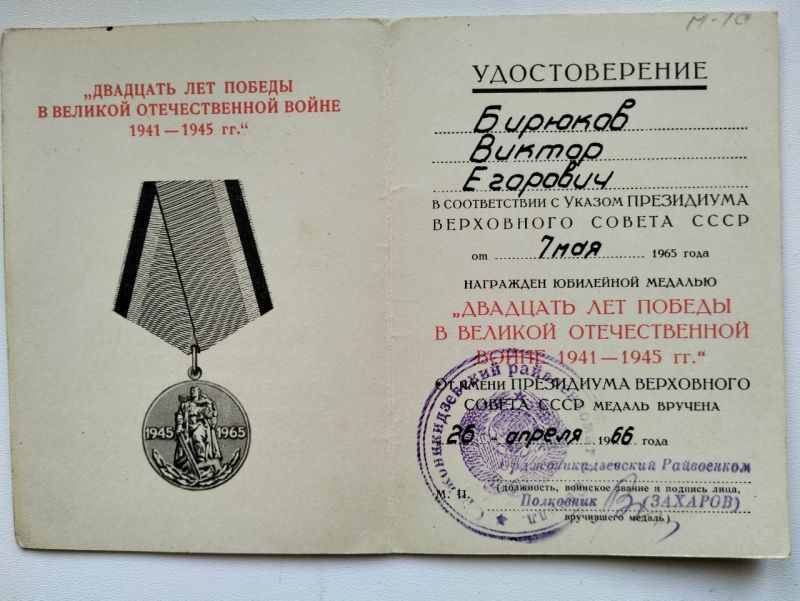 „ДВАДЦАТЬ ЛЕТ ПОБЕДЫ
В ВЕЛИКОЙ ОТЕЧЕСТВЕННОЙ ВОЙНЕ
1941 — 1945 гг.“
1945 1965
М-10
УДОСТОВЕРЕНИЕ
Бирюков
Виктор
Егорович
В СООТВЕТСТВИИ С УКАЗОМ ПРЕЗИДИУМА
ВЕРХОВНОГО СОВЕТА СССР
от 7 мая 1965 года
НАГРАЖДЕН ЮБИЛЕЙНОЙ МЕДАЛЬЮ
„ДВАДЦАТЬ ЛЕТ ПОБЕДЫ
В ВЕЛИКОЙ ОТЕЧЕСТВЕННОЙ
ВОЙНЕ 1941 — 1945 гг.“
От имени ПРЕЗИДИУМА ВЕРХОВНОГО
СОВЕТА СССР МЕДАЛЬ ВРУЧЕНА
26 - апреля 1966 года
Орджоникидзевский Райвоенком
М. П. (должность, воинское звание и подпись лица,
Полковник (ЗАХАРОВ)
вручившего медаль)